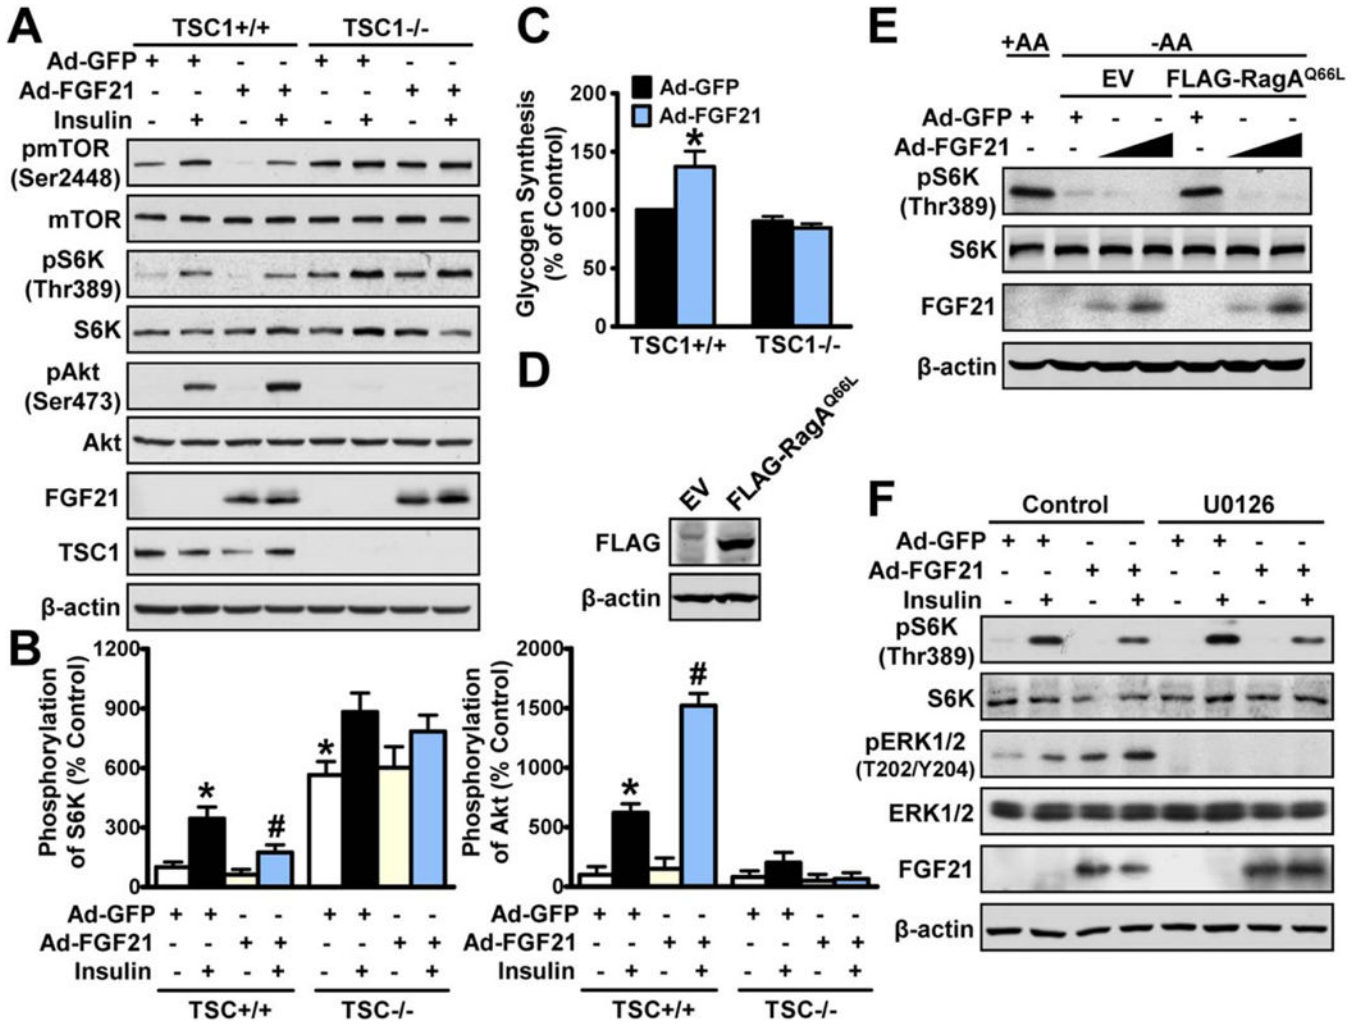 A
TSC1+/+ TSC1-/-
Ad-GFP + + - - + + - -
Ad-FGF21 - - + + - - + +
Insulin - + - + - + - +
pmTOR
(Ser2448)
mTOR
pS6K
(Thr389)
S6K
pAkt
(Ser473)
Akt
FGF21
TSC1
β-actin
B
Phosphorylation
of S6K (% Control)
1200
900
600
300
0
*
#
*
Ad-GFP + + - - + + - -
Ad-FGF21 - - + + - - + +
Insulin - + - + - + - +
TSC+/+ TSC-/-
Phosphorylation
of Akt (% Control)
2000
1500
1000
500
0
*
#
Ad-GFP + + - - + + - -
Ad-FGF21 - - + + - - + +
Insulin - + - + - + - +
TSC+/+ TSC-/-
C
Glycogen Synthesis
(% of Control)
200
150
100
50
0
Ad-GFP
Ad-FGF21
*
TSC1+/+ TSC1-/-
D
EV FLAG-RagAQ66L
FLAG
β-actin
E
+AA -AA
EV FLAG-RagAQ66L
Ad-GFP + + - - + - -
Ad-FGF21 - - -
pS6K
(Thr389)
S6K
FGF21
β-actin
F
Control U0126
Ad-GFP + + - - + + - -
Ad-FGF21 - - + + - - + +
Insulin - + - + - + - +
pS6K
(Thr389)
S6K
pERK1/2
(T202/Y204)
ERK1/2
FGF21
β-actin